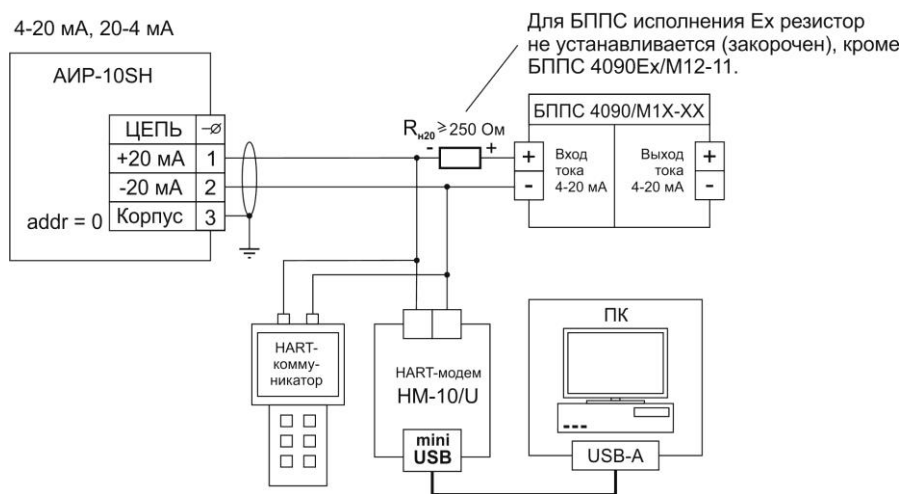 4-20 мА, 20-4 мА
Для БППС исполнения Ex резистор
не устанавливается (закорочен), кроме
БППС 4090Ex/М12-11.
АИР-10SH
ЦЕПЬ
+20 мА 1
-20 мА 2
Корпус 3
addr = 0
Rн20 ≥ 250 Ом
- +
БППС 4090/М1Х-ХХ
+
-
Вход
тока
4-20 мА
Выход
тока
4-20 мА
+
-
HART-
комму-
никатор
HART-модем
НМ-10/U
mini
USB
ПК
USB-A